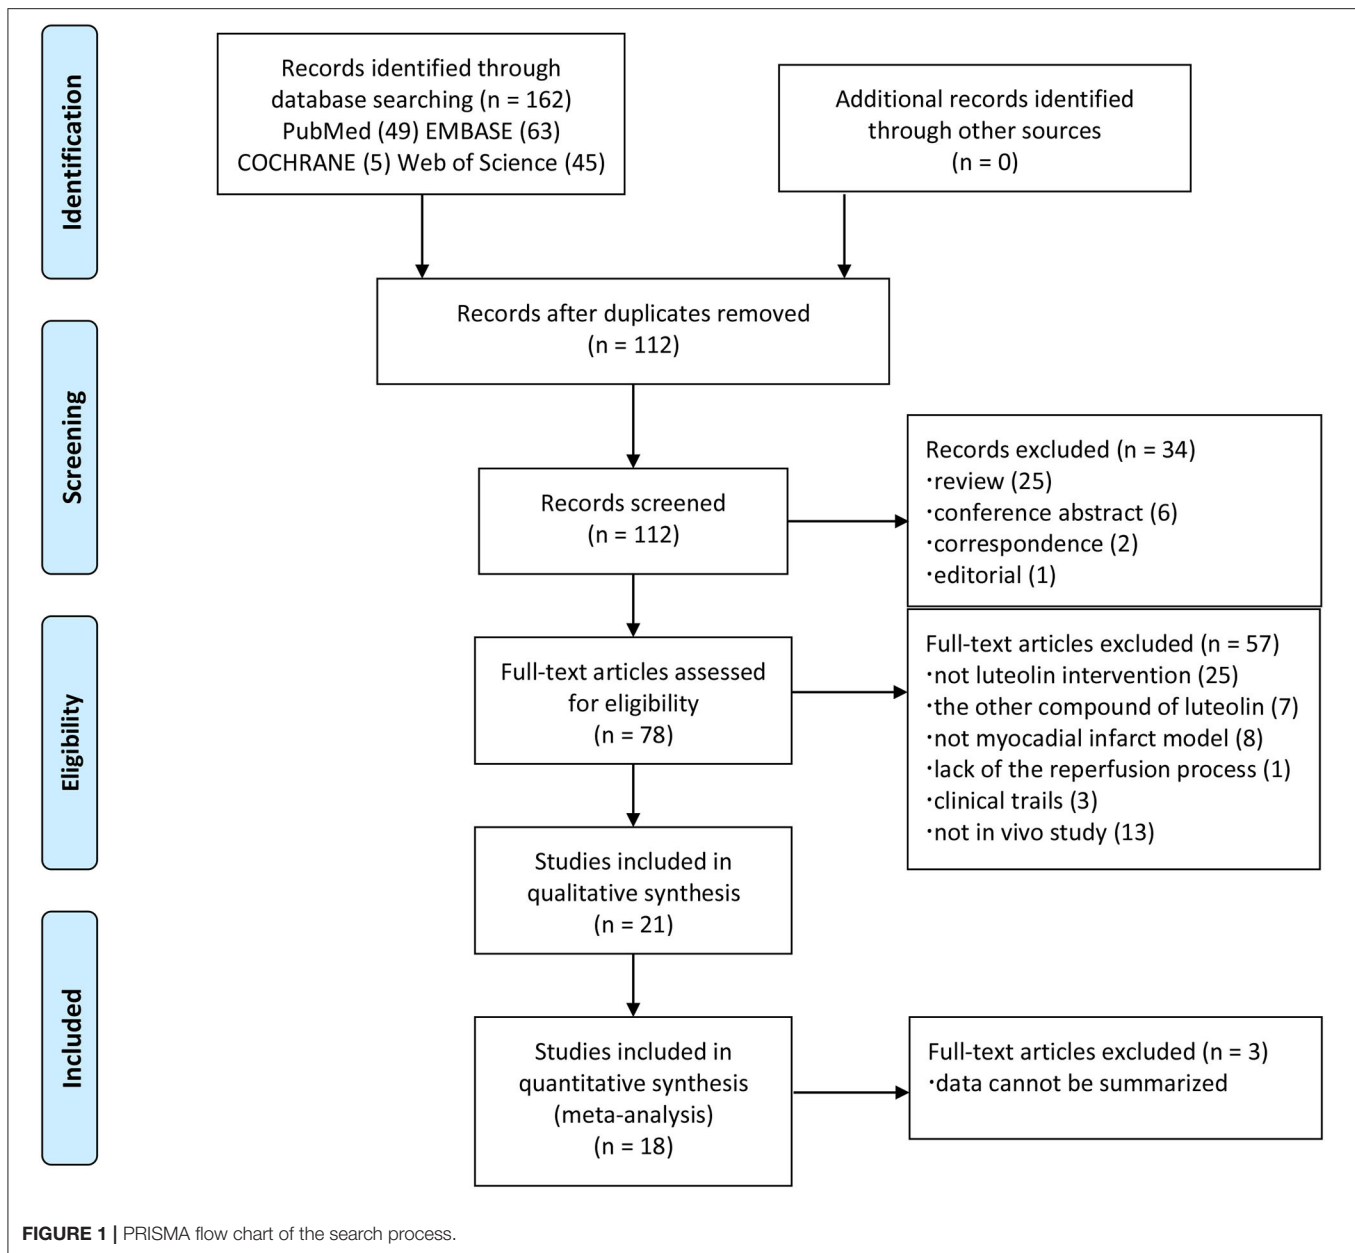 Identification
Records identified through
database searching (n = 162)
PubMed (49) EMBASE (63)
COCHRANE (5) Web of Science (45)
Additional records identified
through other sources
(n = 0)
Records after duplicates removed
(n = 112)
Screening
Records screened
(n = 112)
Records excluded (n = 34)
·review (25)
·conference abstract (6)
·correspondence (2)
·editorial (1)
Eligibility
Full-text articles assessed
for eligibility
(n = 78)
Full-text articles excluded (n = 57)
·not luteolin intervention (25)
·the other compound of luteolin (7)
·not myocadial infarct model (8)
·lack of the reperfusion process (1)
·clinical trails (3)
·not in vivo study (13)
Studies included in
qualitative synthesis
(n = 21)
Included
Studies included in
quantitative synthesis
(meta-analysis)
(n = 18)
Full-text articles excluded (n = 3)
·data cannot be summarized
FIGURE 1 | PRISMA flow chart of the search process.